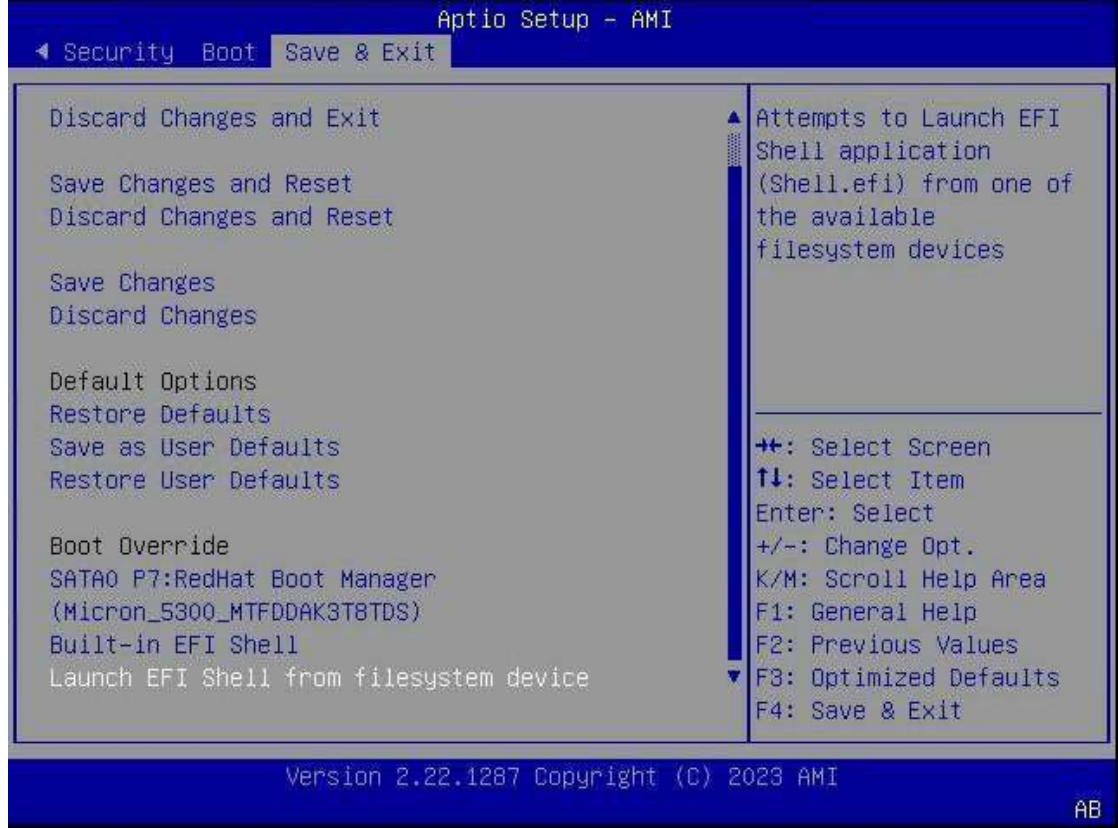 Aptio Setup – AMI
◄ Security Boot Save & Exit
Discard Changes and Exit
Save Changes and Reset
Discard Changes and Reset
Save Changes
Discard Changes
Default Options
Restore Defaults
Save as User Defaults
Restore User Defaults
Boot Override
SATA0 P7:RedHat Boot Manager
(Micron_5300_MTFDDAK3T8TDS)
Built-in EFI Shell
Launch EFI Shell from filesystem device
Attempts to Launch EFI
Shell application
(Shell.efi) from one of
the available
filesystem devices
→←: Select Screen
↑↓: Select Item
Enter: Select
+/-: Change Opt.
K/M: Scroll Help Area
F1: General Help
F2: Previous Values
F3: Optimized Defaults
F4: Save & Exit
Version 2.22.1287 Copyright (C) 2023 AMI
AB